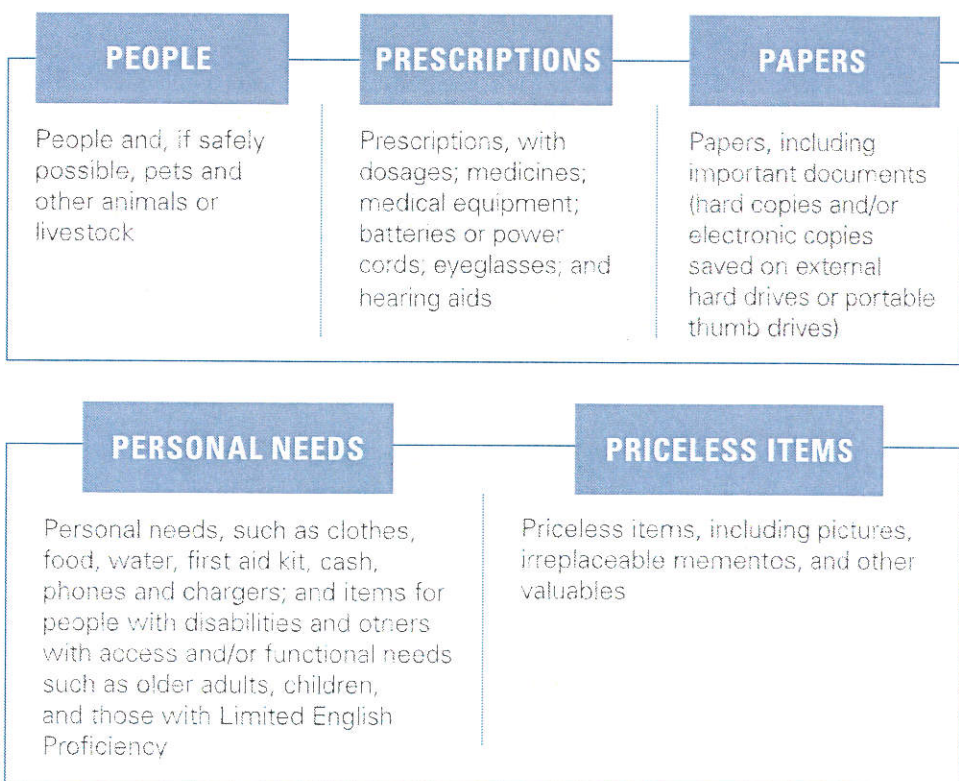 PEOPLE
People and, if safely
possible, pets and
other animals or
livestock
PRESCRIPTIONS
Prescriptions, with
dosages; medicines;
medical equipment;
batteries or power
cords; eyeglasses; and
hearing aids
PAPERS
Papers, including
important documents
(hard copies and/or
electronic copies
saved on external
hard drives or portable
thumb drives)
PERSONAL NEEDS
Personal needs, such as clothes,
food, water, first aid kit, cash,
phones and chargers; and items for
people with disabilities and others
with access and/or functional needs
such as older adults, children,
and those with Limited English
Proficiency
PRICELESS ITEMS
Priceless items, including pictures,
irreplaceable mementos, and other
valuables